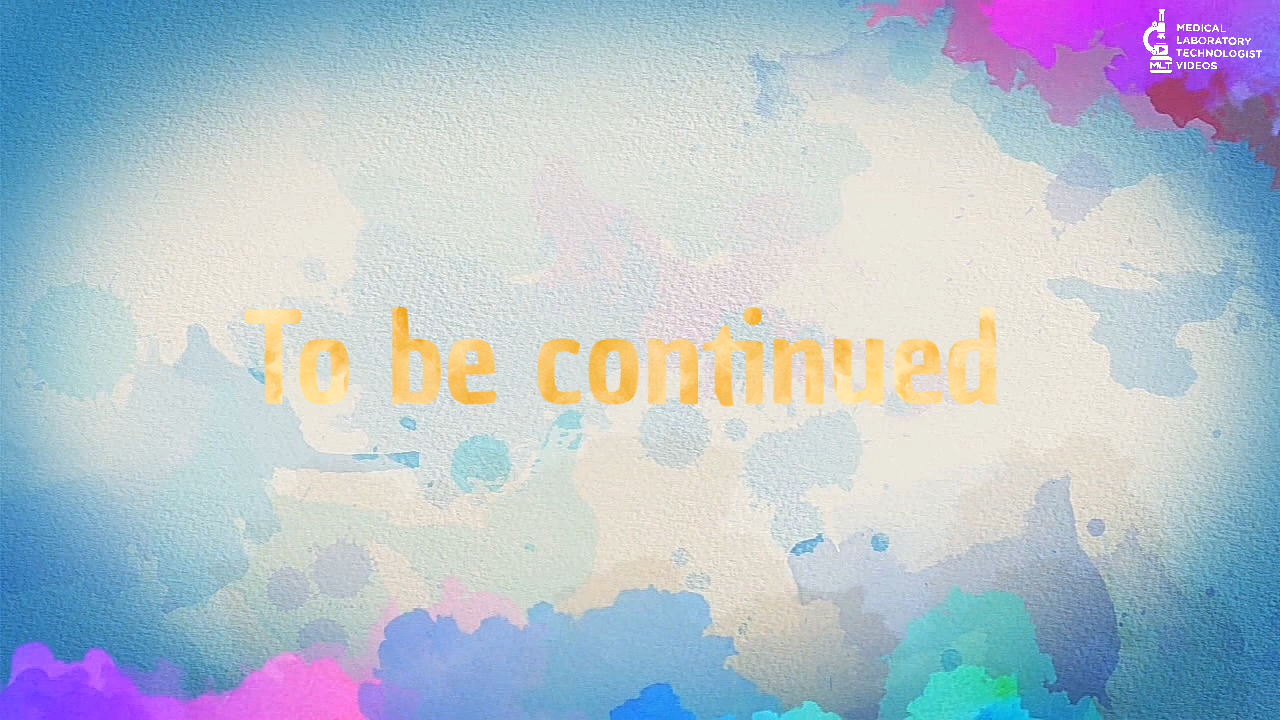 MEDICAL
LABORATORY
TECHNOLOGIST
MLT VIDEOS
To be continued